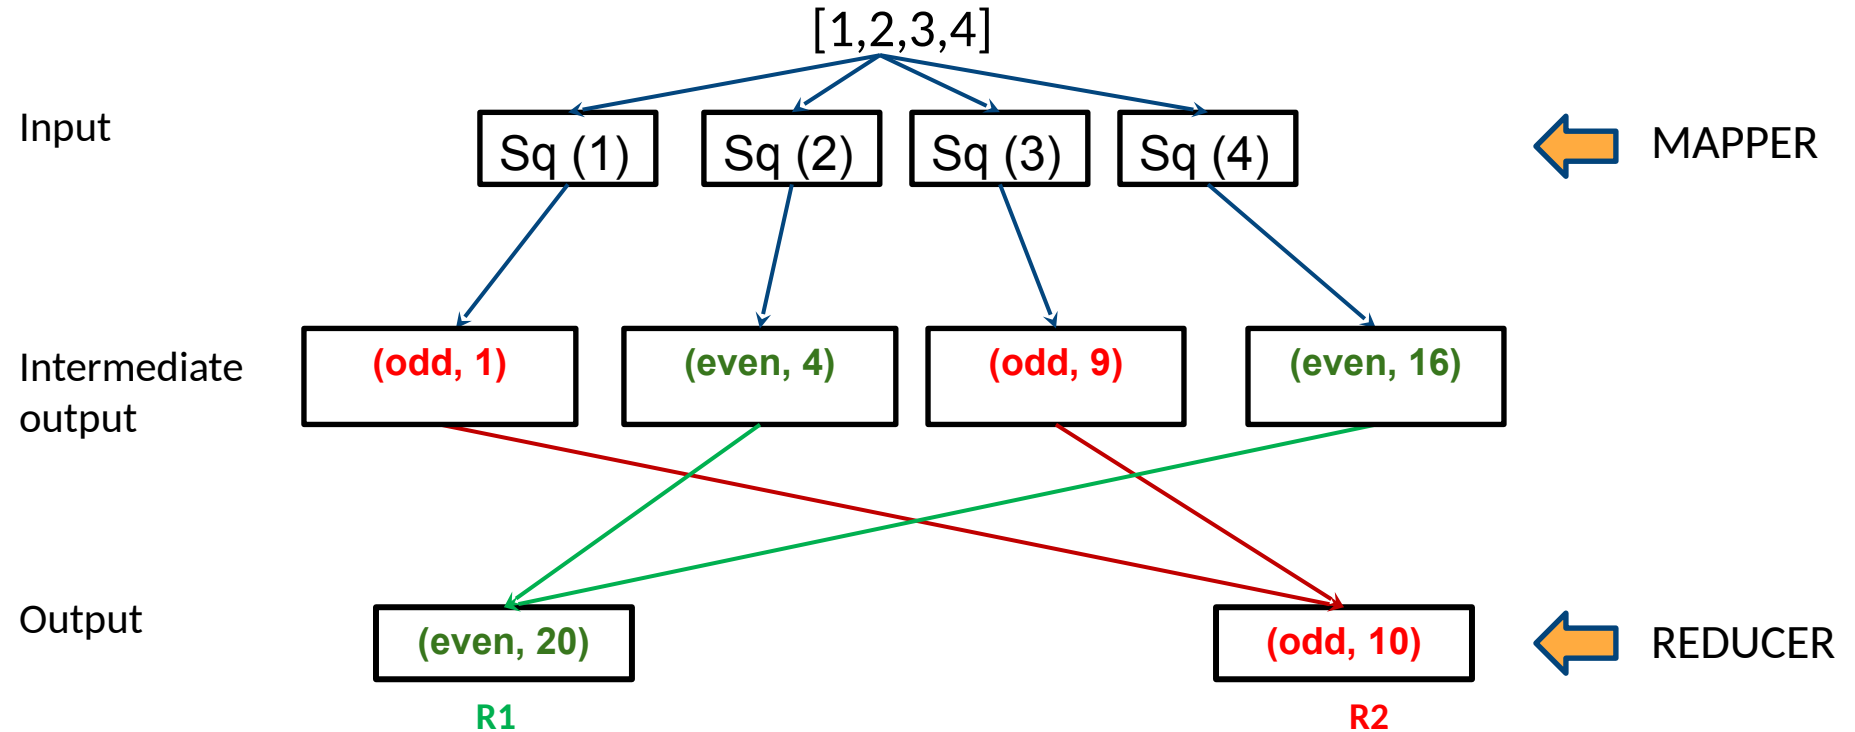 [1,2,3,4]
Input
Sq (1)
Sq (2)
Sq (3)
Sq (4)
MAPPER
Intermediate
output
(odd, 1)
(even, 4)
(odd, 9)
(even, 16)
Output
(even, 20)
(odd, 10)
REDUCER
R1
R2